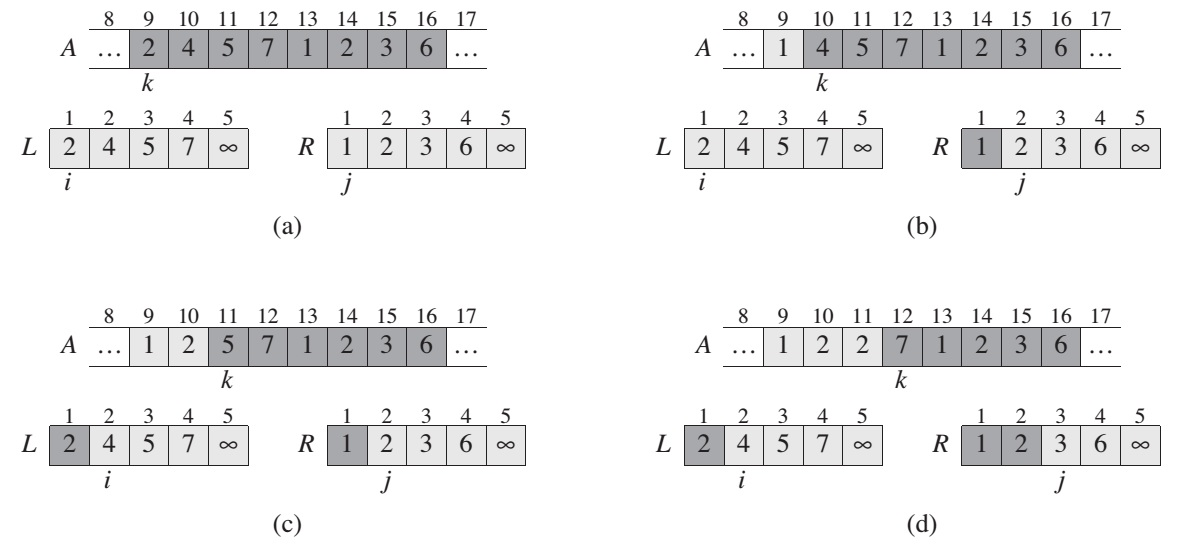 8 9 10 11 12 13 14 15 16 17
A … 2 4 5 7 1 2 3 6 …
k
1 2 3 4 5
L 2 4 5 7 ∞
i
1 2 3 4 5
R 1 2 3 6 ∞
j
(a)
8 9 10 11 12 13 14 15 16 17
A … 1 4 5 7 1 2 3 6 …
k
1 2 3 4 5
L 2 4 5 7 ∞
i
1 2 3 4 5
R 1 2 3 6 ∞
j
(b)
8 9 10 11 12 13 14 15 16 17
A … 1 2 5 7 1 2 3 6 …
k
1 2 3 4 5
L 2 4 5 7 ∞
i
1 2 3 4 5
R 1 2 3 6 ∞
j
(c)
8 9 10 11 12 13 14 15 16 17
A … 1 2 2 7 1 2 3 6 …
k
1 2 3 4 5
L 2 4 5 7 ∞
i
1 2 3 4 5
R 1 2 3 6 ∞
j
(d)